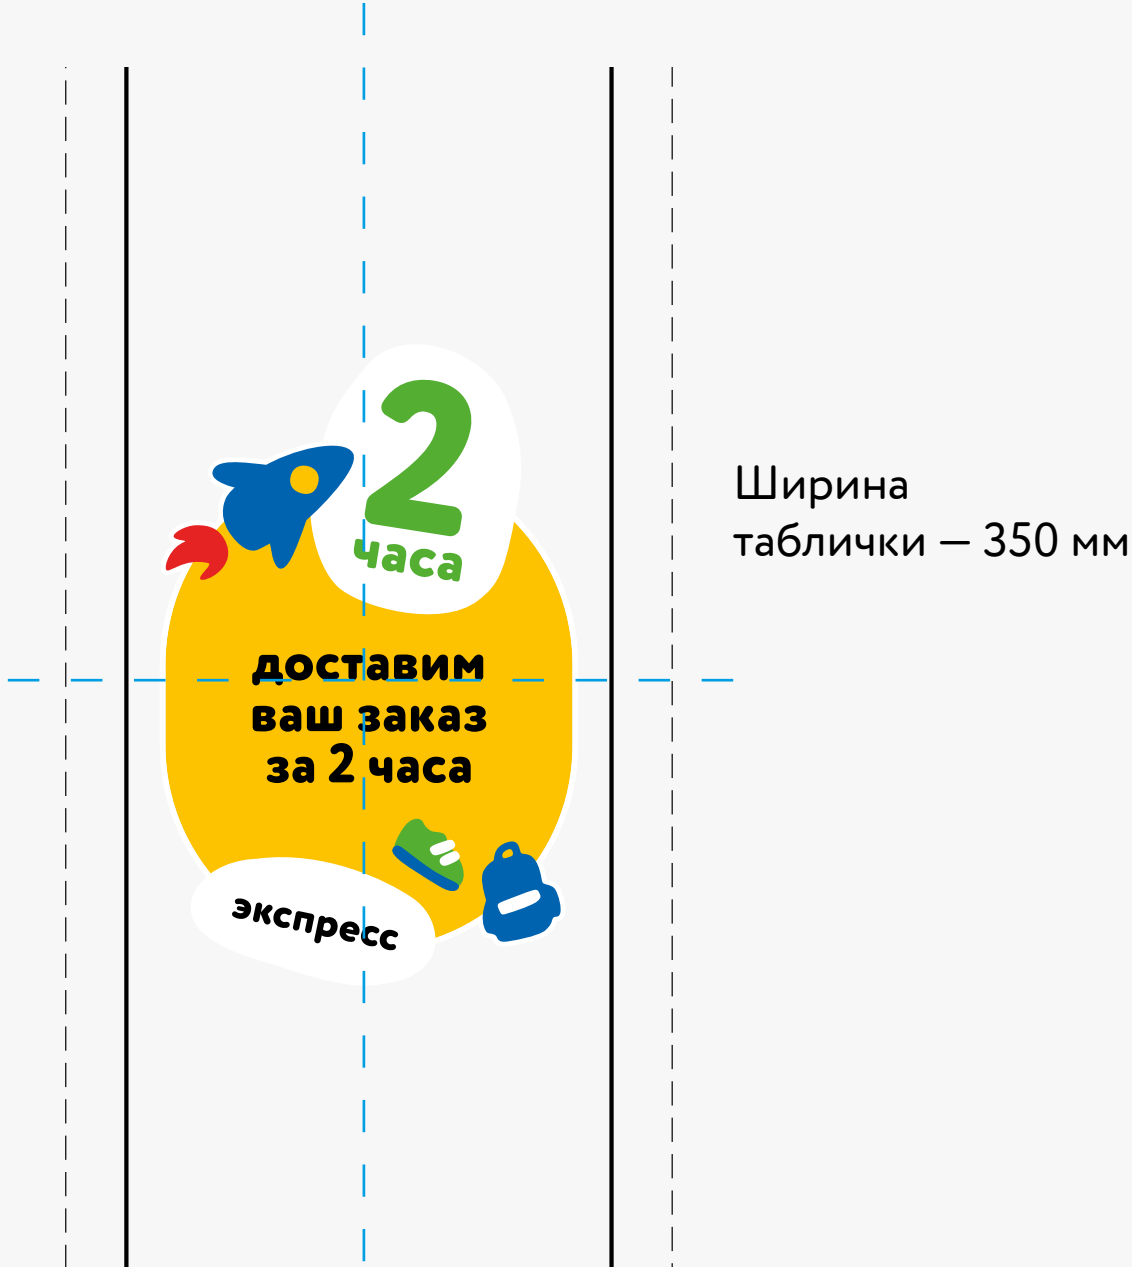 2
часа
доставим
ваш заказ
за 2 часа
экспресс
Ширина
таблички — 350 мм